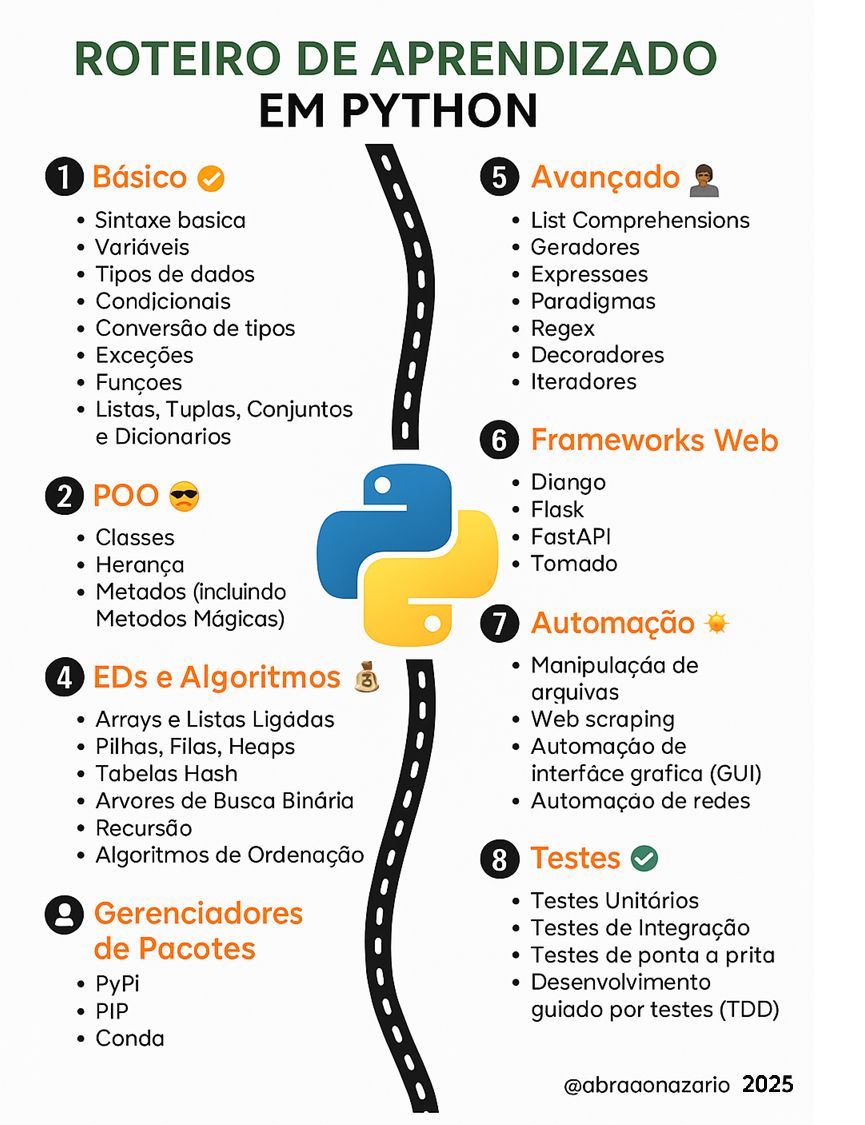 ROTEIRO DE APRENDIZADO
EM PYTHON
1 Básico
• Sintaxe basica
• Variáveis
• Tipos de dados
• Condicionais
• Conversâo de tipos
• Exceções
• Funçoes
• Listas, Tuplas, Conjuntos
e Dicionarios
2 POO
• Classes
• Herança
• Metados (incluindo
Metodos Mágicas)
4 EDs e Algoritmos
• Arrays e Listas Ligádas
• Pilhas, Filas, Heaps
• Tabelas Hash
• Arvores de Busca Binária
• Recursão
• Algoritmos de Ordenação
Gerenciadores
de Pacotes
• PyPi
• PIP
• Conda
5 Avançado
• List Comprehensions
• Geradores
• Expressaes
• Paradigmas
• Regex
• Decoradores
• Iteradores
6 Frameworks Web
• Diango
• Flask
• FastAPI
• Tomado
7 Automação
• Manipulaçáa de
arquivas
• Web scraping
• Automação de
interfâce grafica (GUI)
• Automação de redes
8 Testes
• Testes Unitários
• Testes de Integração
• Testes de ponta a prita
• Desenvolvimento
guiado por testes (TDD)
@abraaonazario 2025